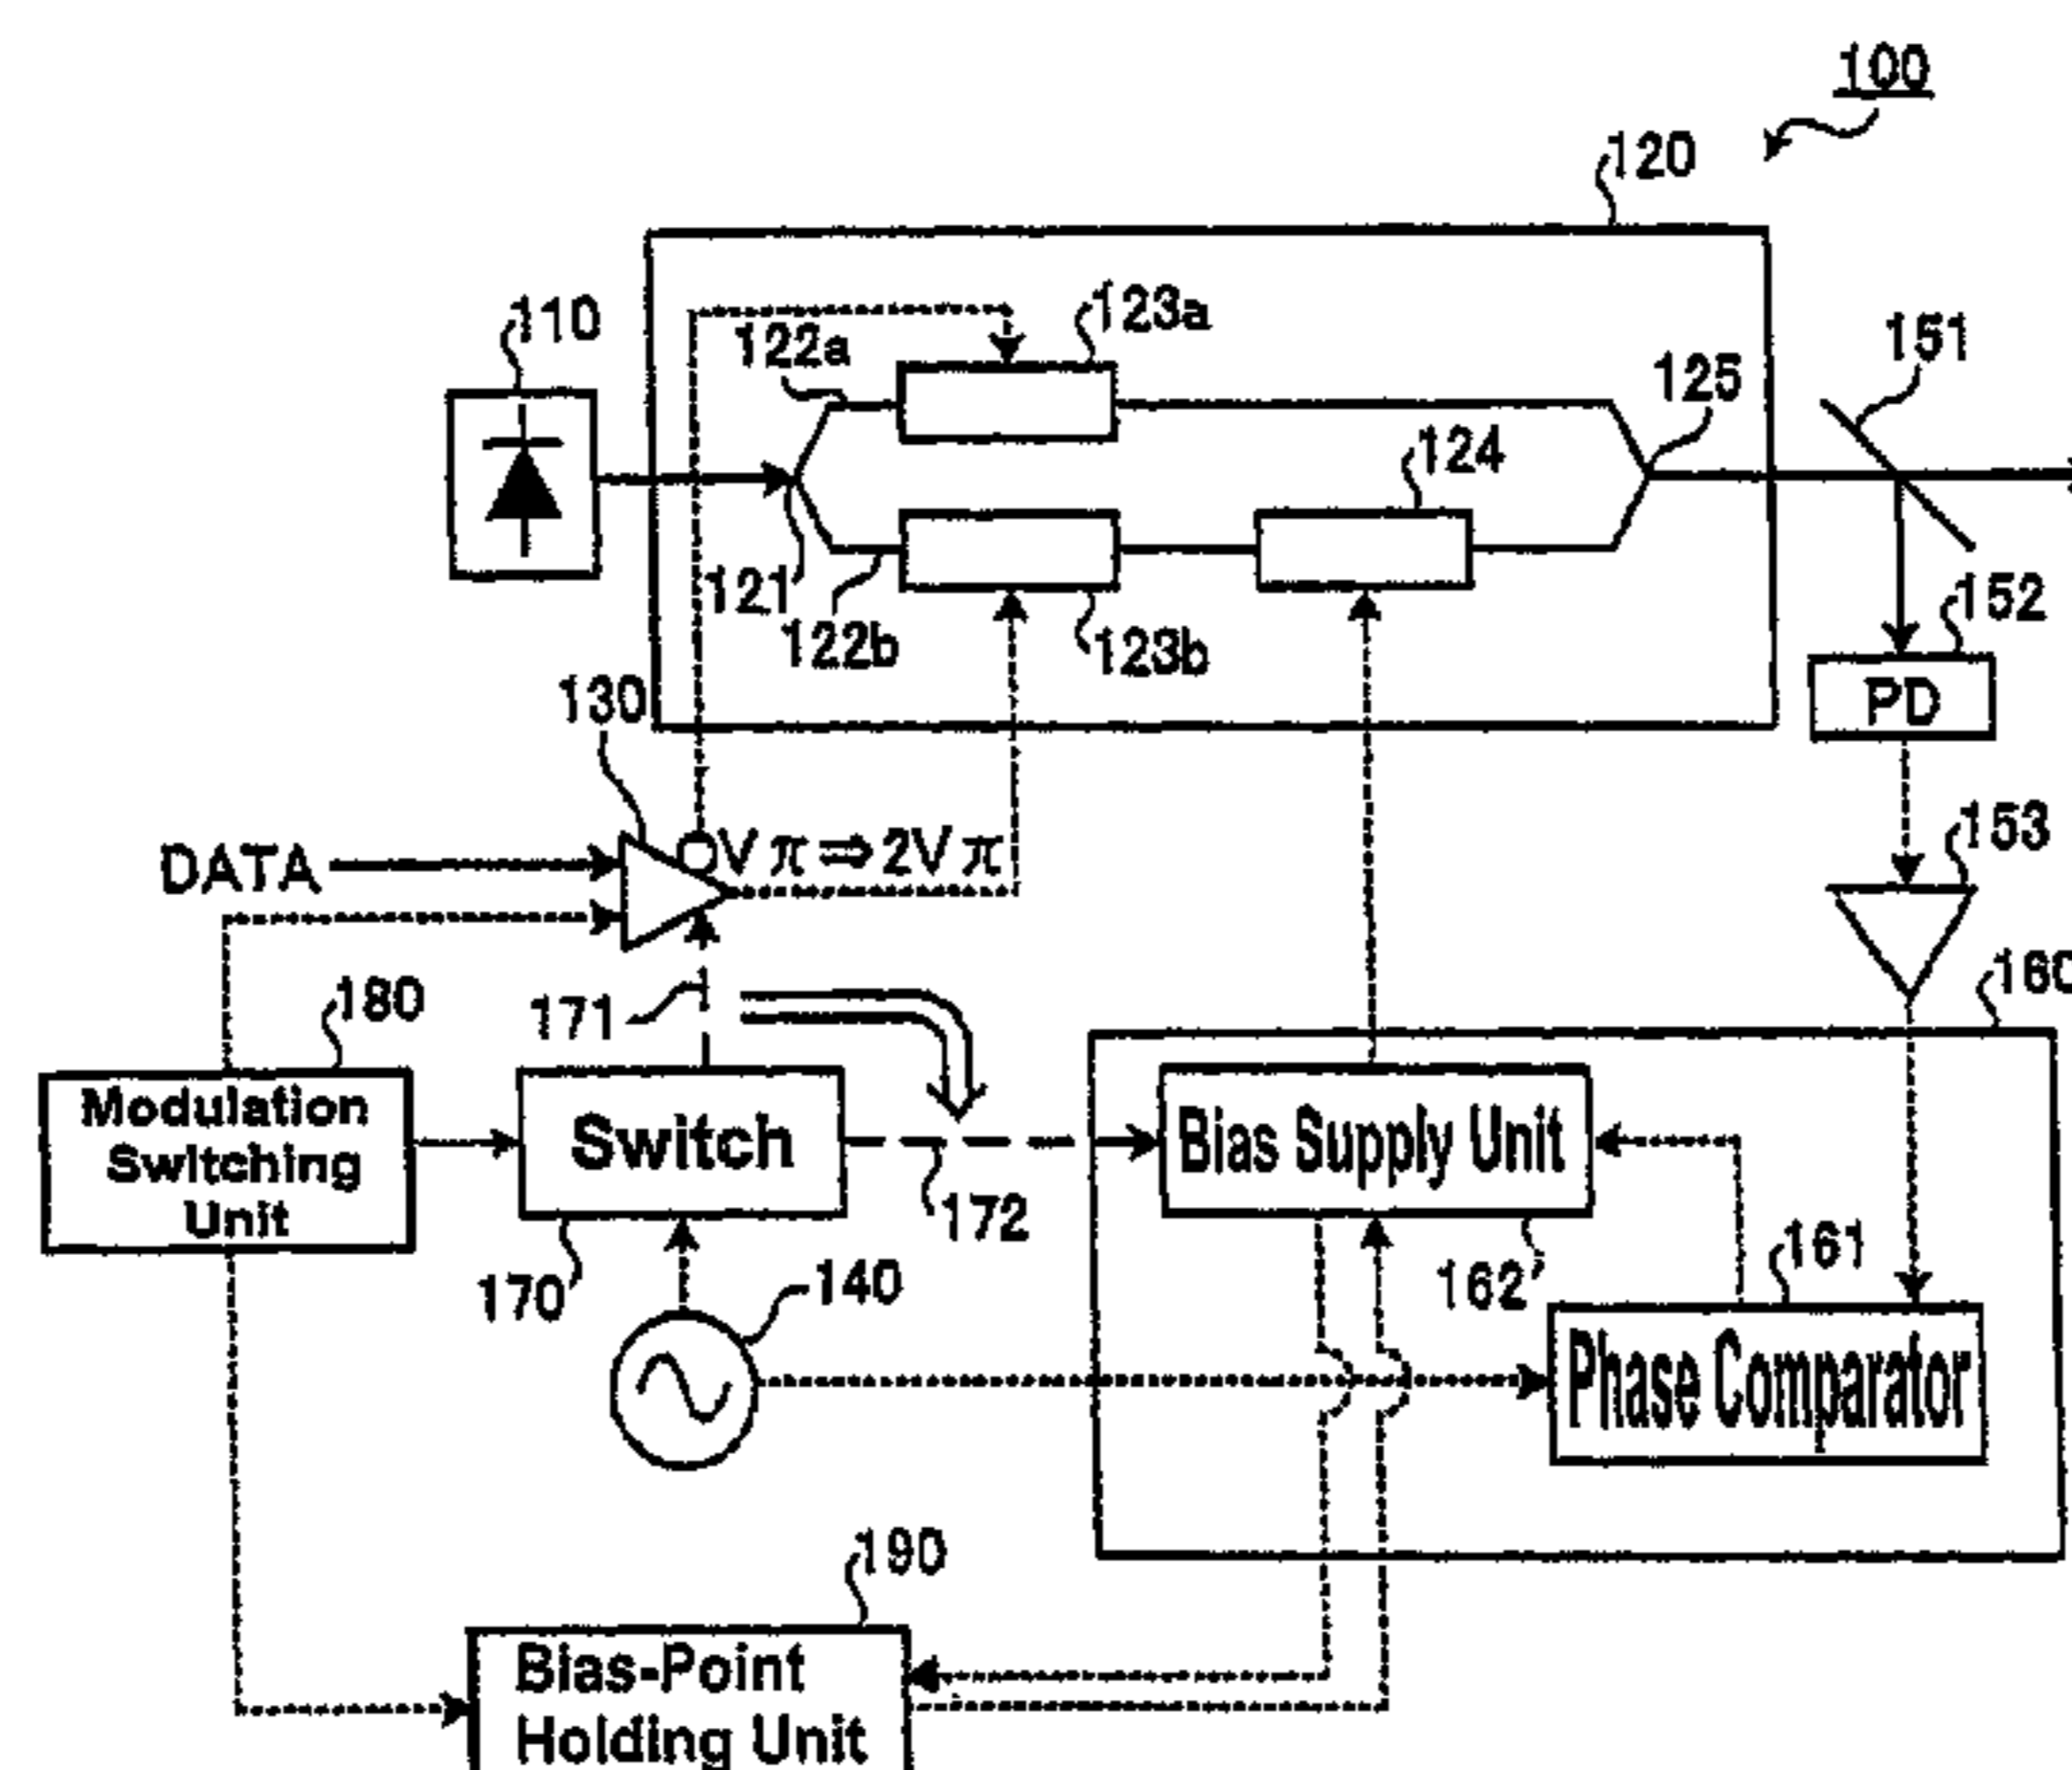 100
120
110
122a
123a
125
151
124
121
122b
123b
152
PD
130
DATA
Vπ⇒2Vπ
153
171
180
160
Modulation
Switching
Unit
Switch
Bias Supply Unit
172
170
140
162
161
Phase Comparator
190
Bias-Point
Holding Unit